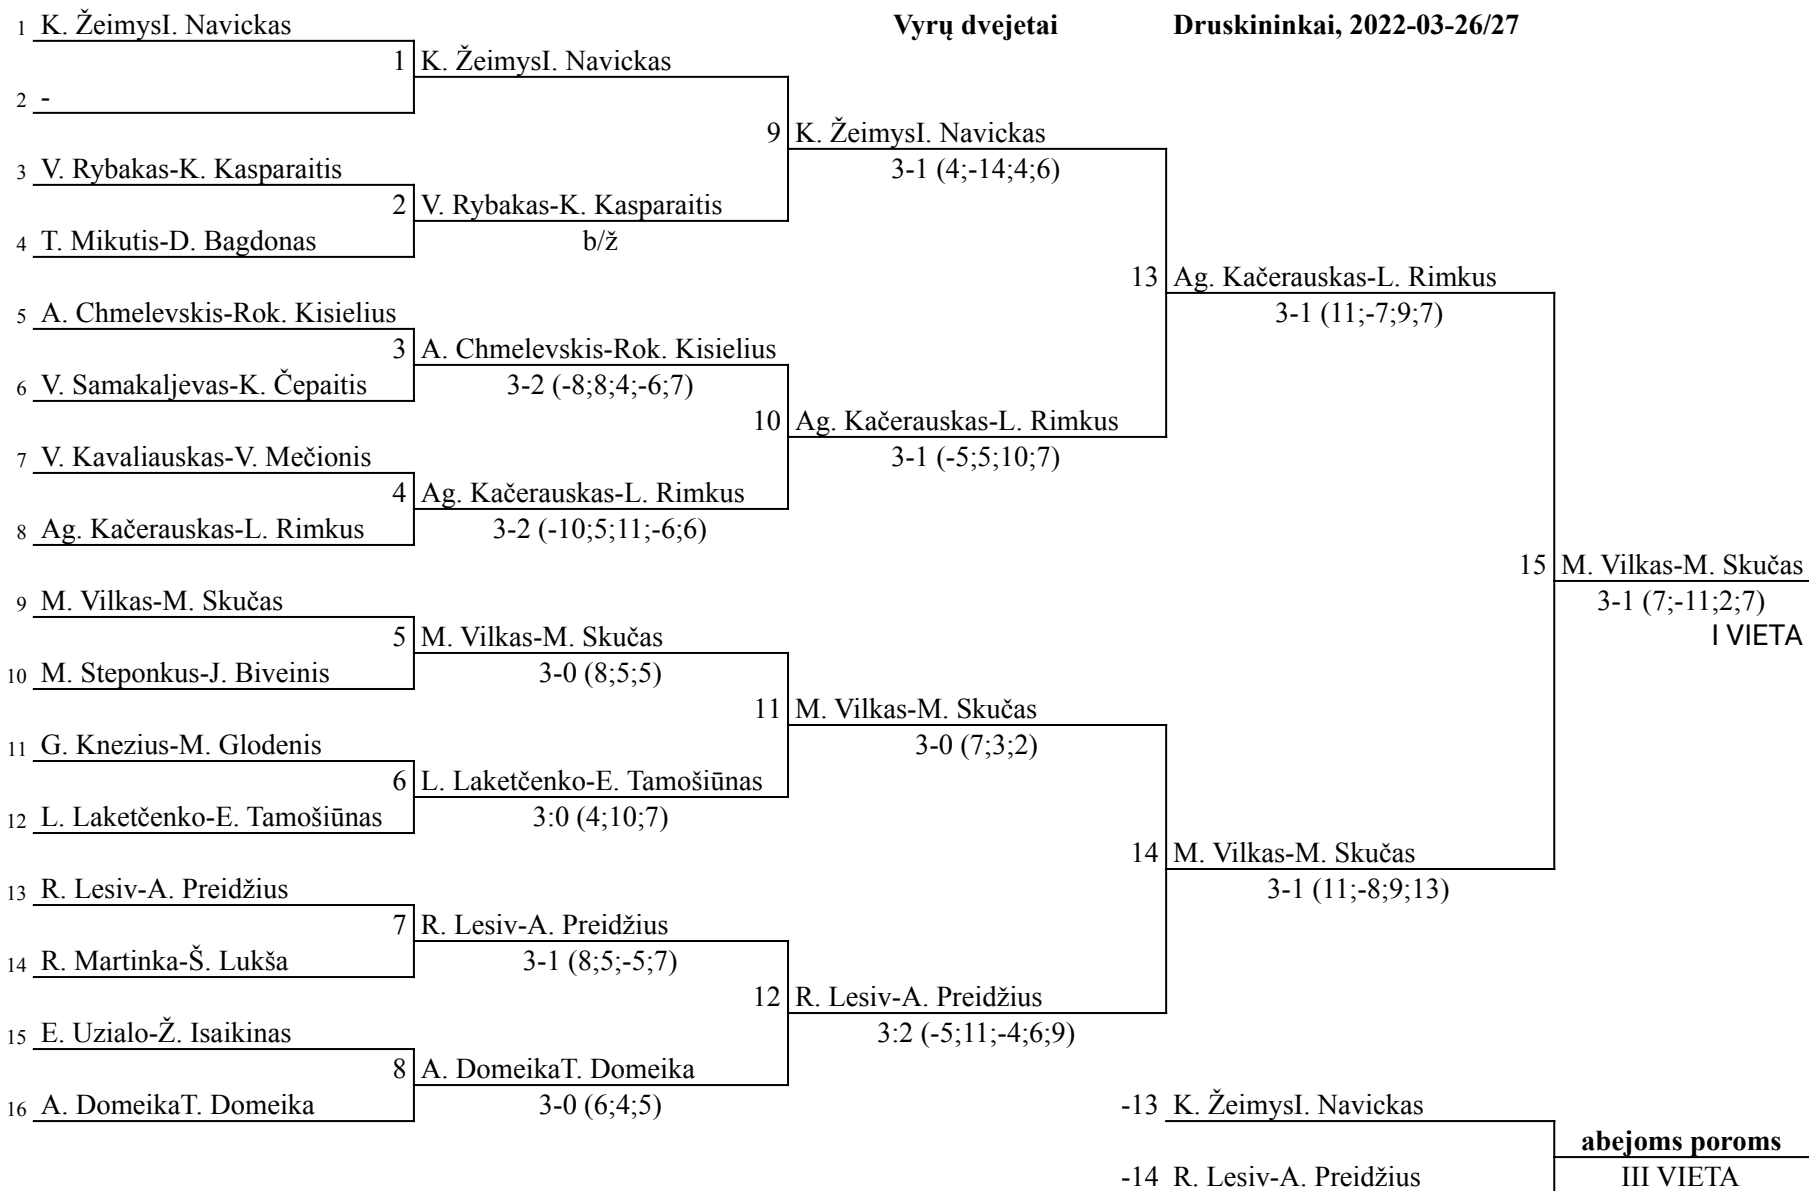 Vyrų dvejetai Druskininkai, 2022-03-26/27
1 K. ŽeimysI. Navickas
1 K. ŽeimysI. Navickas
2 -
9 K. ŽeimysI. Navickas
3-1 (4;-14;4;6)
3 V. Rybakas-K. Kasparaitis
2 V. Rybakas-K. Kasparaitis
b/ž
4 T. Mikutis-D. Bagdonas
13 Ag. Kačerauskas-L. Rimkus
3-1 (11;-7;9;7)
5 A. Chmelevskis-Rok. Kisielius
3 A. Chmelevskis-Rok. Kisielius
3-2 (-8;8;4;-6;7)
6 V. Samakaljevas-K. Čepaitis
10 Ag. Kačerauskas-L. Rimkus
3-1 (-5;5;10;7)
7 V. Kavaliauskas-V. Mečionis
4 Ag. Kačerauskas-L. Rimkus
3-2 (-10;5;11;-6;6)
8 Ag. Kačerauskas-L. Rimkus
15 M. Vilkas-M. Skučas
3-1 (7;-11;2;7)
I VIETA
9 M. Vilkas-M. Skučas
5 M. Vilkas-M. Skučas
3-0 (8;5;5)
10 M. Steponkus-J. Biveinis
11 M. Vilkas-M. Skučas
3-0 (7;3;2)
11 G. Knezius-M. Glodenis
6 L. Laketčenko-E. Tamošiūnas
3:0 (4;10;7)
12 L. Laketčenko-E. Tamošiūnas
14 M. Vilkas-M. Skučas
3-1 (11;-8;9;13)
13 R. Lesiv-A. Preidžius
7 R. Lesiv-A. Preidžius
3-1 (8;5;-5;7)
14 R. Martinka-Š. Lukša
12 R. Lesiv-A. Preidžius
3:2 (-5;11;-4;6;9)
15 E. Uzialo-Ž. Isaikinas
8 A. DomeikaT. Domeika
3-0 (6;4;5)
16 A. DomeikaT. Domeika
-13 K. ŽeimysI. Navickas
abejoms poroms
-14 R. Lesiv-A. Preidžius
III VIETA